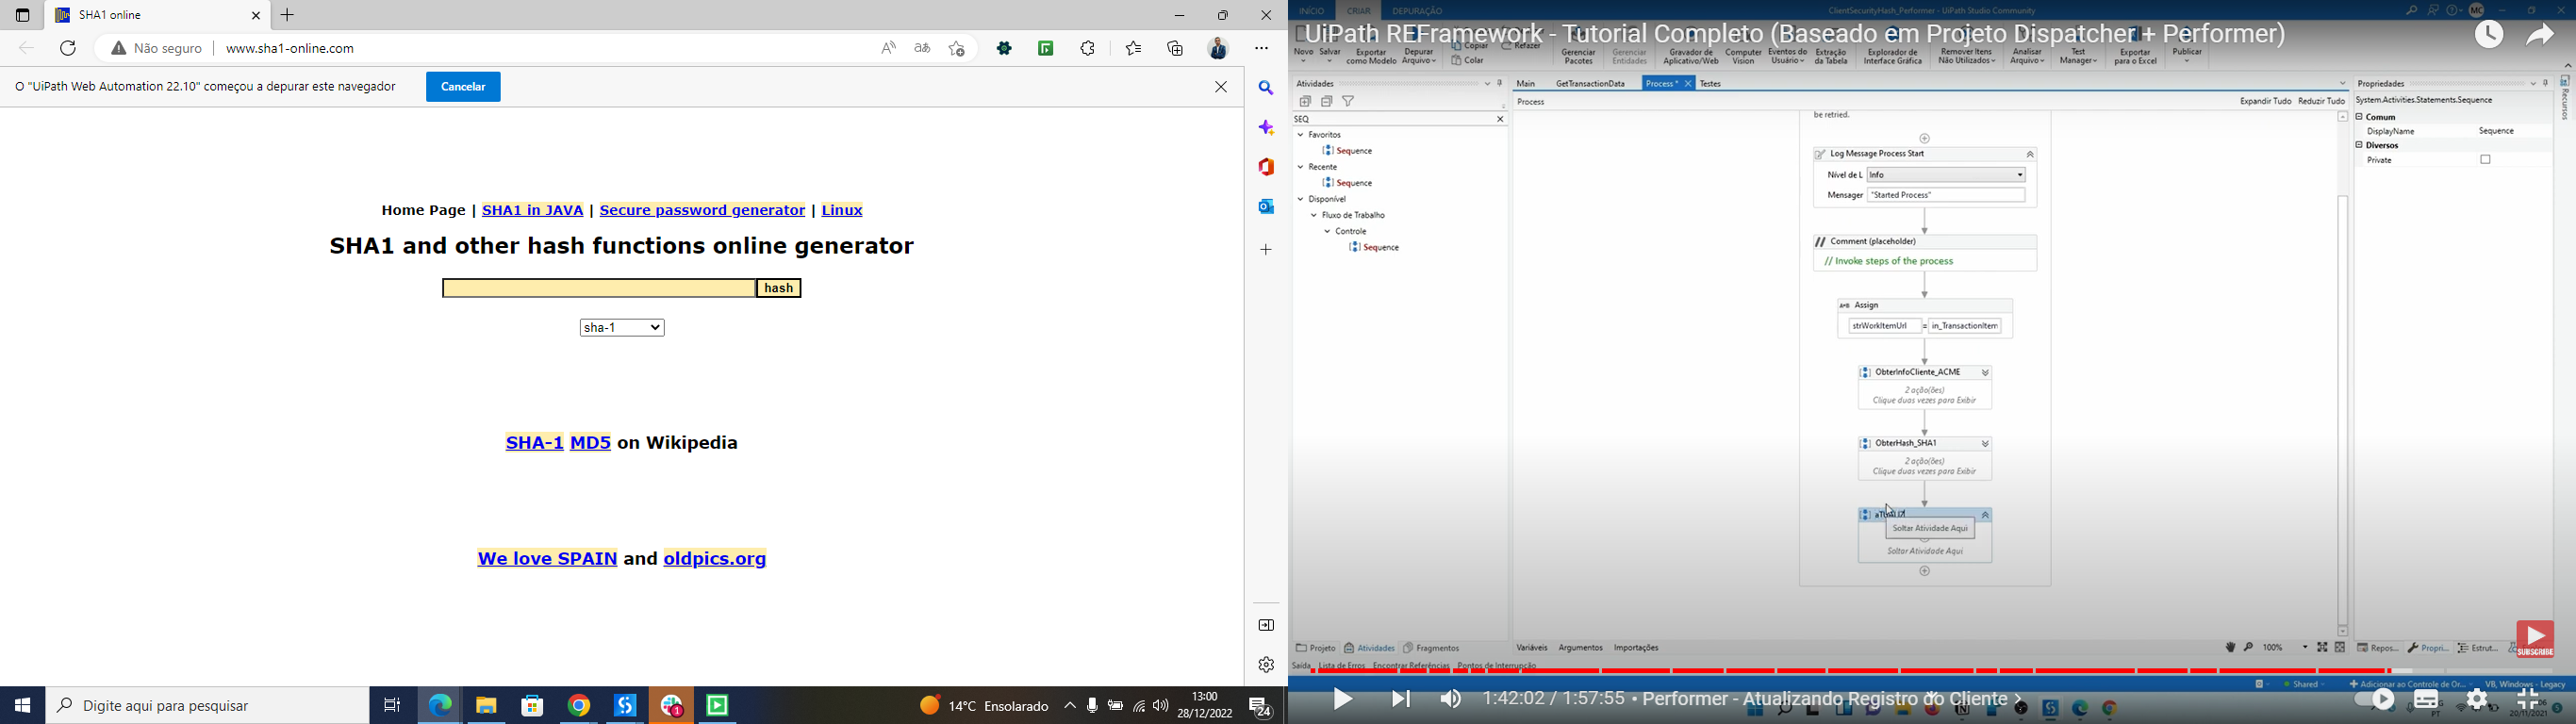 SHA1 online
Não seguro
www.sha1-online.com
O "UiPath Web Automation 22.10" começou a depurar este navegador
Cancelar
Home Page | SHA1 in JAVA | Secure password generator | Linux
SHA1 and other hash functions online generator
hash
sha-1
SHA-1 MD5 on Wikipedia
We love SPAIN and oldpics.org
Digite aqui para pesquisar
14°C Ensolarado
13:00
28/12/2022
24
INÍCIO CRIAR DEPURAÇÃO
ClientSecurityHash_Performer - UiPath Studio Community
UiPath REFramework - Tutorial Completo (Baseado em Projeto Dispatcher + Performer)
Novo
Salvar
Exportar
como Modelo
Depurar
Arquivo
Copiar
Colar
Refazer
Gerenciar
Pacotes
Gerenciar
Entidades
Gravador de
Aplicativo/Web
Computer
Vision
Eventos do
Usuário
Extração
da Tabela
Explorador de
Interface Gráfica
Remover Itens
Não Utilizados
Analisar
Arquivo
Test
Manager
Exportar
para o Excel
Publicar
Atividades
SEQ
Favoritos
Sequence
Recente
Sequence
Disponível
Fluxo de Trabalho
Controle
Sequence
Main GetTransactionData Process * Testes
Process
Expandir Tudo Reduzir Tudo
be retried.
Log Message Process Start
Nível de L Info
Mensager "Started Process"
Comment (placeholder)
// Invoke steps of the process
Assign
strWorkItemUrl = in_TransactionItem
ObterInfoCliente_ACME
2 ação(ões)
Clique duas vezes para Exibir
ObterHash_SHA1
2 ação(ões)
Clique duas vezes para Exibir
Soltar Atividade Aqui
Soltar Atividade Aqui
Propriedades
System.Activities.Statements.Sequence
Comum
DisplayName Sequence
Diversos
Private
Recursos
Projeto Atividades Fragmentos
Variáveis Argumentos Importações
100%
Repos... Propri... Estrut...
Saída Lista de Erros Encontrar Referências Pontos de Interrupção
SUBSCRIBE
1:42:02 / 1:57:55 • Performer - Atualizando Registro do Cliente
Shared
Adicionar ao Controle de Or...
VB, Windows - Legacy
20/11/2021